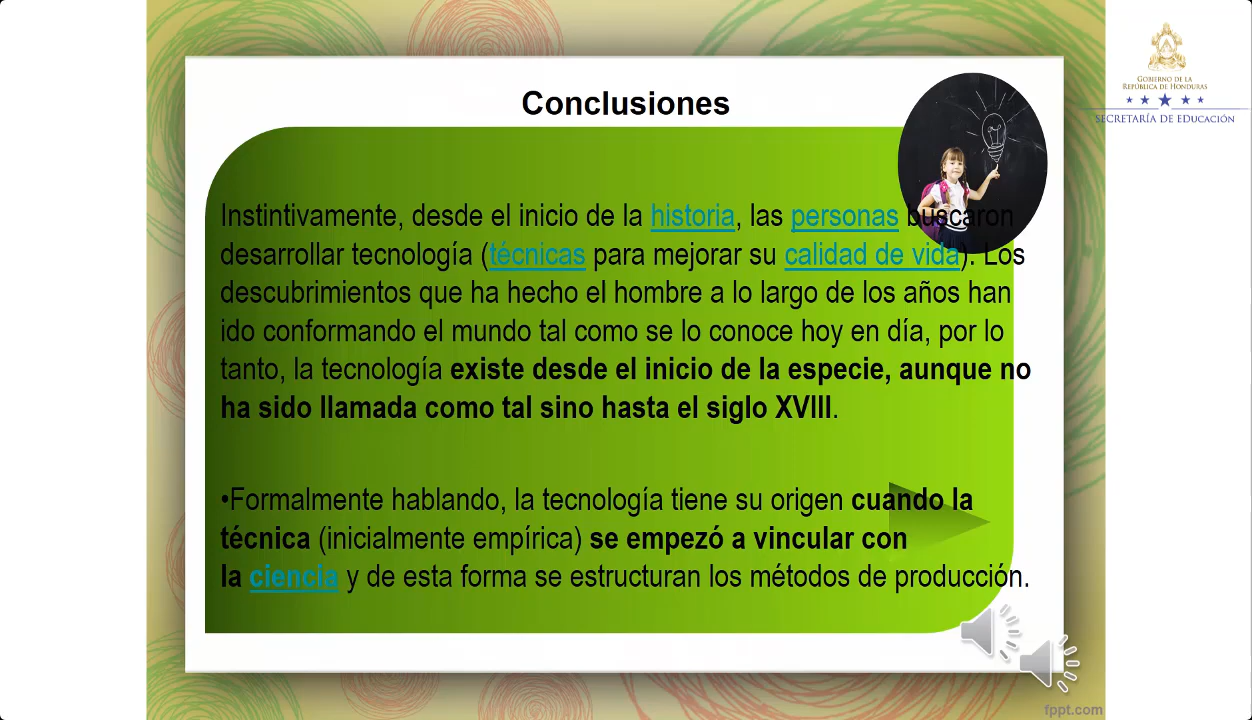 Conclusiones
GOBIERNO DE LA
REPÚBLICA DE HONDURAS
SECRETARÍA DE EDUCACIÓN
Instintivamente, desde el inicio de la historia, las personas buscaron
desarrollar tecnología (técnicas para mejorar su calidad de vida). Los
descubrimientos que ha hecho el hombre a lo largo de los años han
ido conformando el mundo tal como se lo conoce hoy en día, por lo
tanto, la tecnología existe desde el inicio de la especie, aunque no
ha sido llamada como tal sino hasta el siglo XVIII.
•Formalmente hablando, la tecnología tiene su origen cuando la
técnica (inicialmente empírica) se empezó a vincular con
la ciencia y de esta forma se estructuran los métodos de producción.
fppt.com